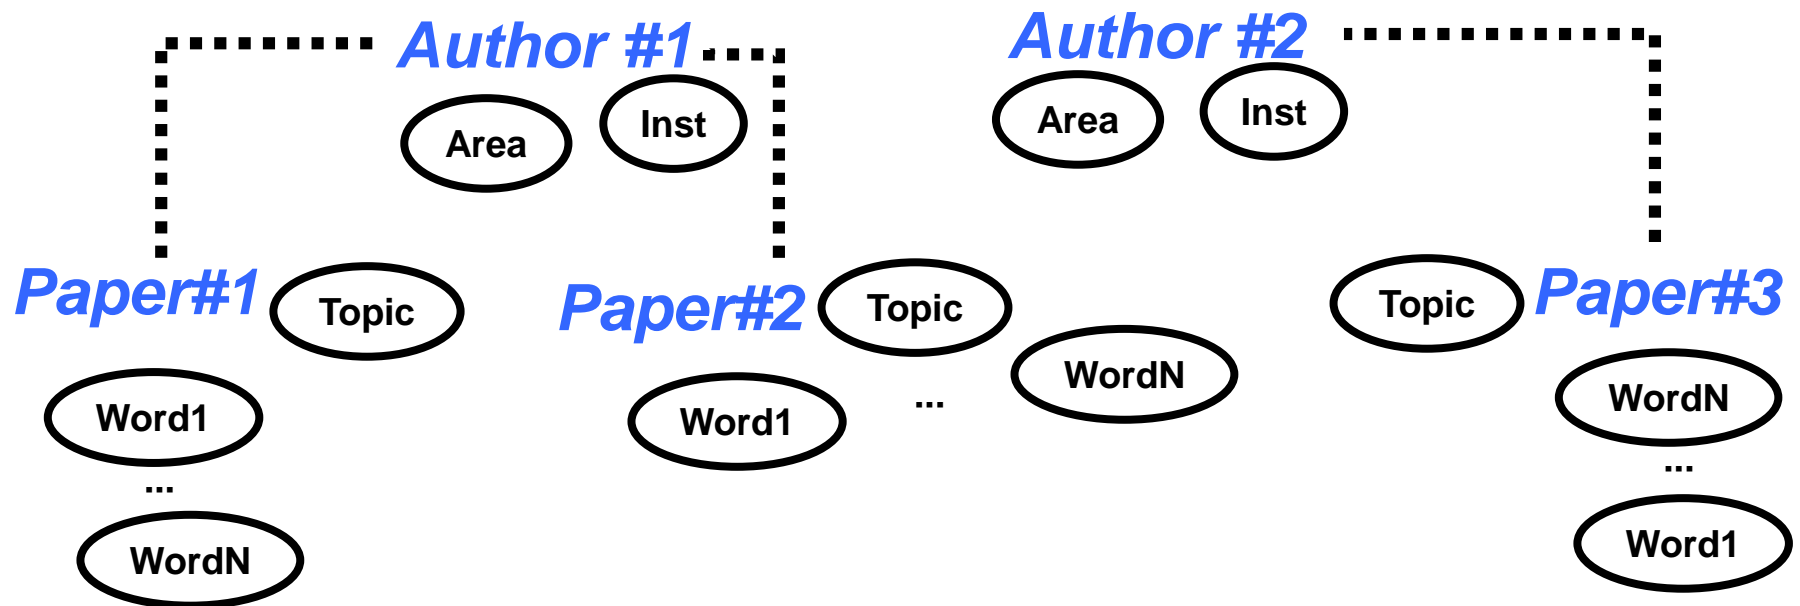 Author #1
Author #2
Area
Inst
Area
Inst
Paper#1
Topic
Paper#2
Topic
Topic
Paper#3
Word1
...
WordN
Word1
...
WordN
WordN
...
Word1